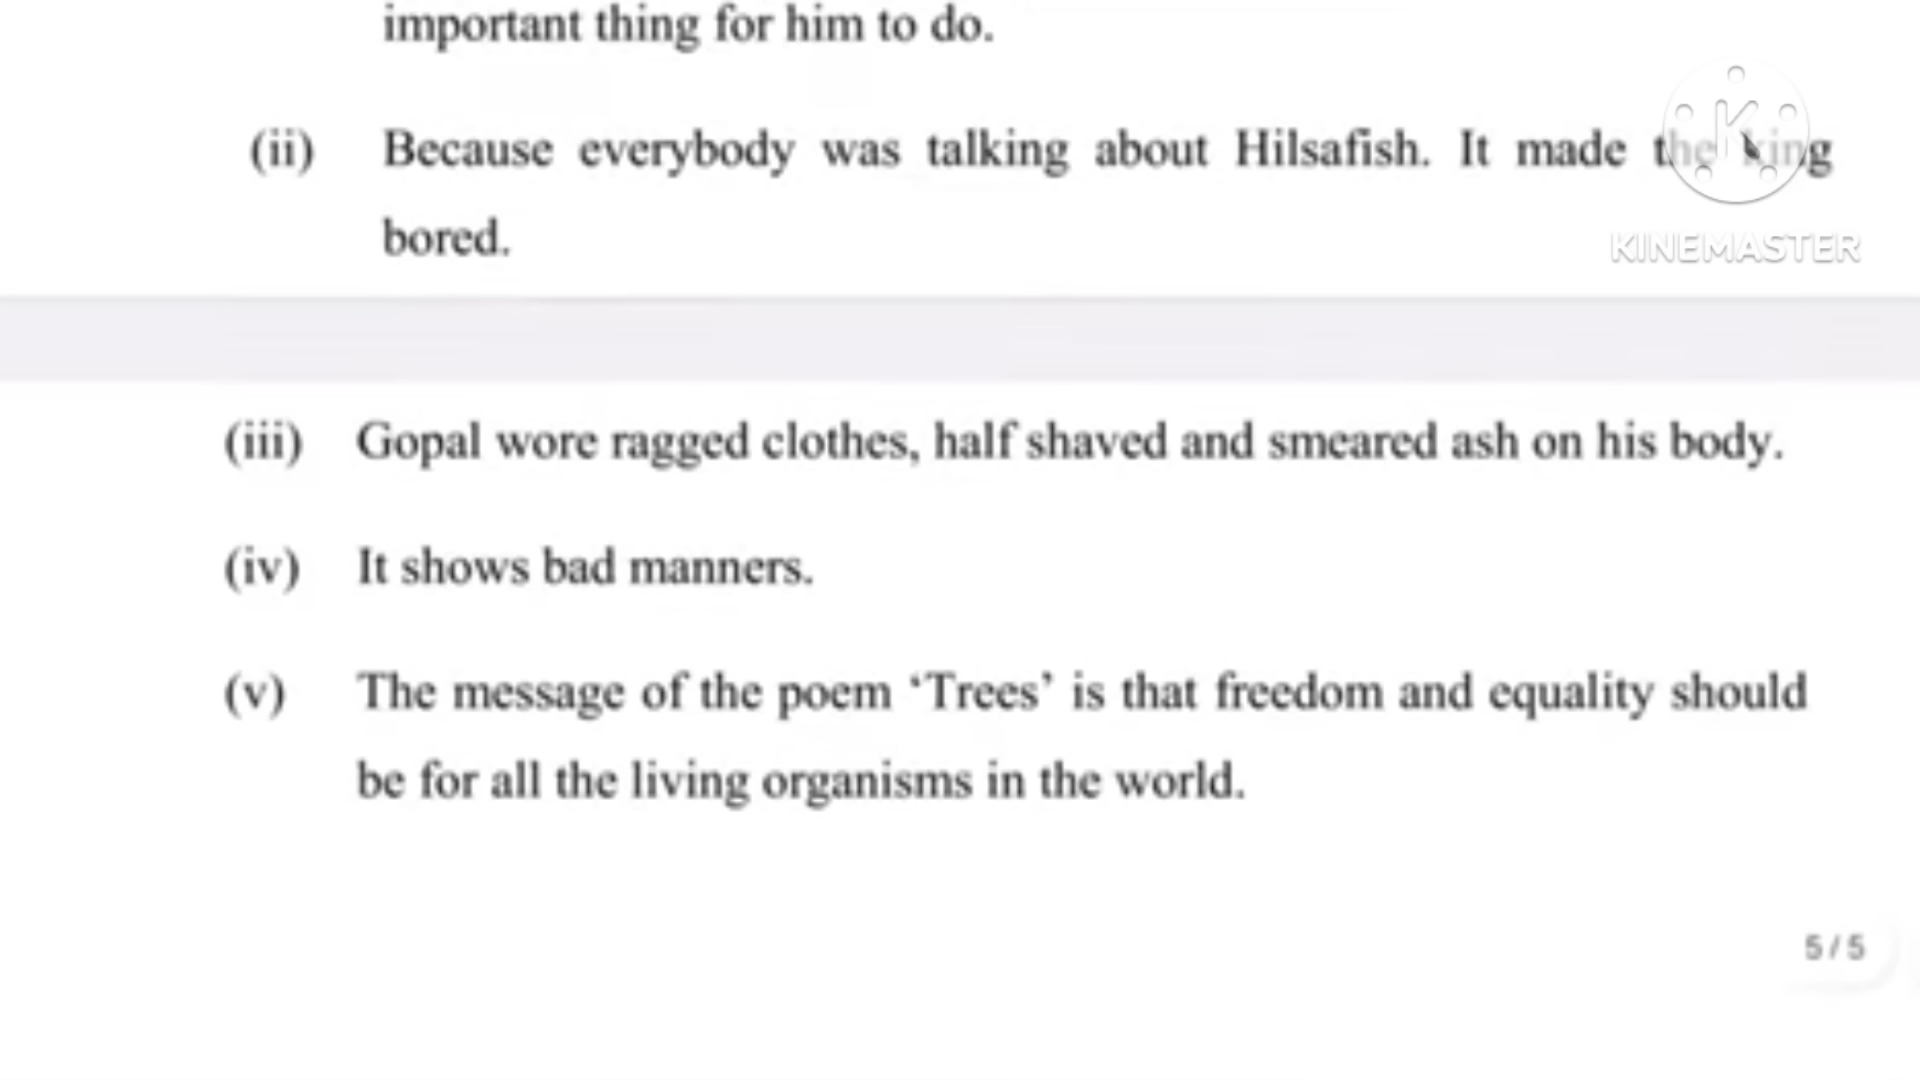 important thing for him to do.
(ii) Because everybody was talking about Hilsafish. It made the king
bored.
KINEMASTER
(iii) Gopal wore ragged clothes, half shaved and smeared ash on his body.
(iv) It shows bad manners.
(v) The message of the poem ‘Trees’ is that freedom and equality should
be for all the living organisms in the world.
5 / 5